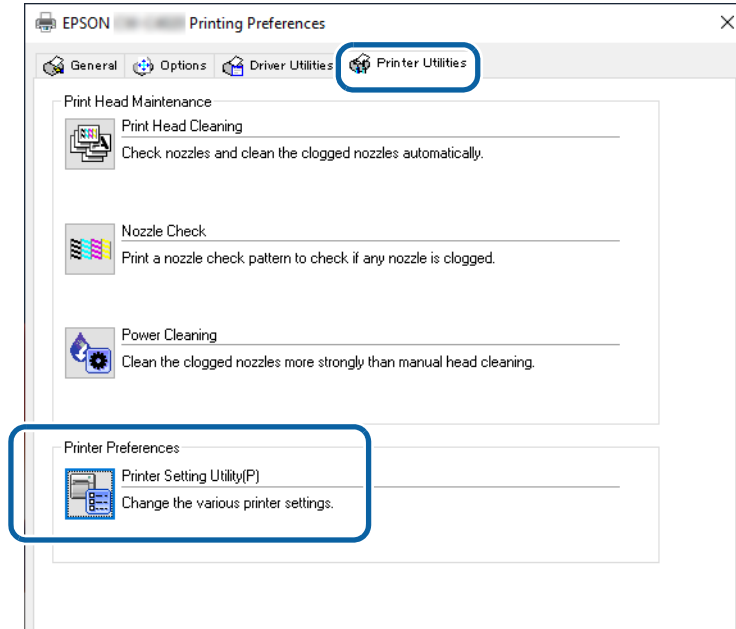 EPSON Printing Preferences
General Options Driver Utilities Printer Utilities
Print Head Maintenance
Print Head Cleaning
Check nozzles and clean the clogged nozzles automatically.
Nozzle Check
Print a nozzle check pattern to check if any nozzle is clogged.
Power Cleaning
Clean the clogged nozzles more strongly than manual head cleaning.
Printer Preferences
Printer Setting Utility(P)
Change the various printer settings.